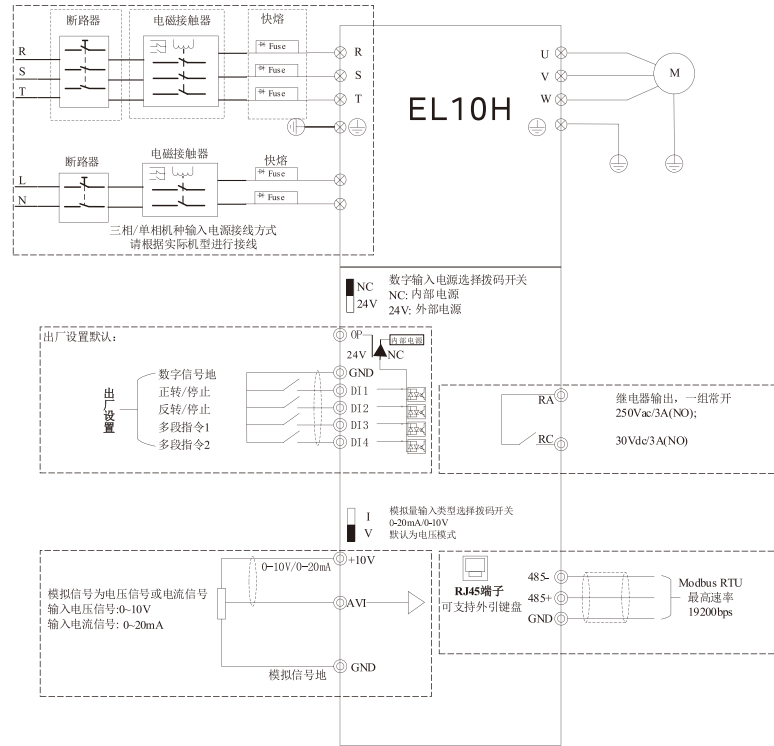 断路器 电磁接触器 快熔
R Fuse R
S Fuse S
T Fuse T
U
V
W
M
EL10H
断路器 电磁接触器 快熔
L Fuse
N Fuse
三相/单相机种输入电源接线方式
请根据实际机型进行接线
NC
24V
数字输入电源选择拨码开关
NC: 内部电源
24V: 外部电源
出厂设置默认:
OP 内部电源
24V NC
出厂设置
数字信号地 GND
正转/停止 DI1
反转/停止 DI2
多段指令1 DI3
多段指令2 DI4
RA
RC
继电器输出, 一组常开
250Vac/3A(NO);
30Vdc/3A(NO)
I
V
模拟量输入类型选择拨码开关
0-20mA/0-10V
默认为电压模式
0-10V/0-20mA +10V
模拟信号为电压信号或电流信号
输入电压信号:0~10V
输入电流信号: 0~20mA
AVI
模拟信号地 GND
RJ45端子
可支持外引键盘
485-
485+
GND
Modbus RTU
最高速率
19200bps